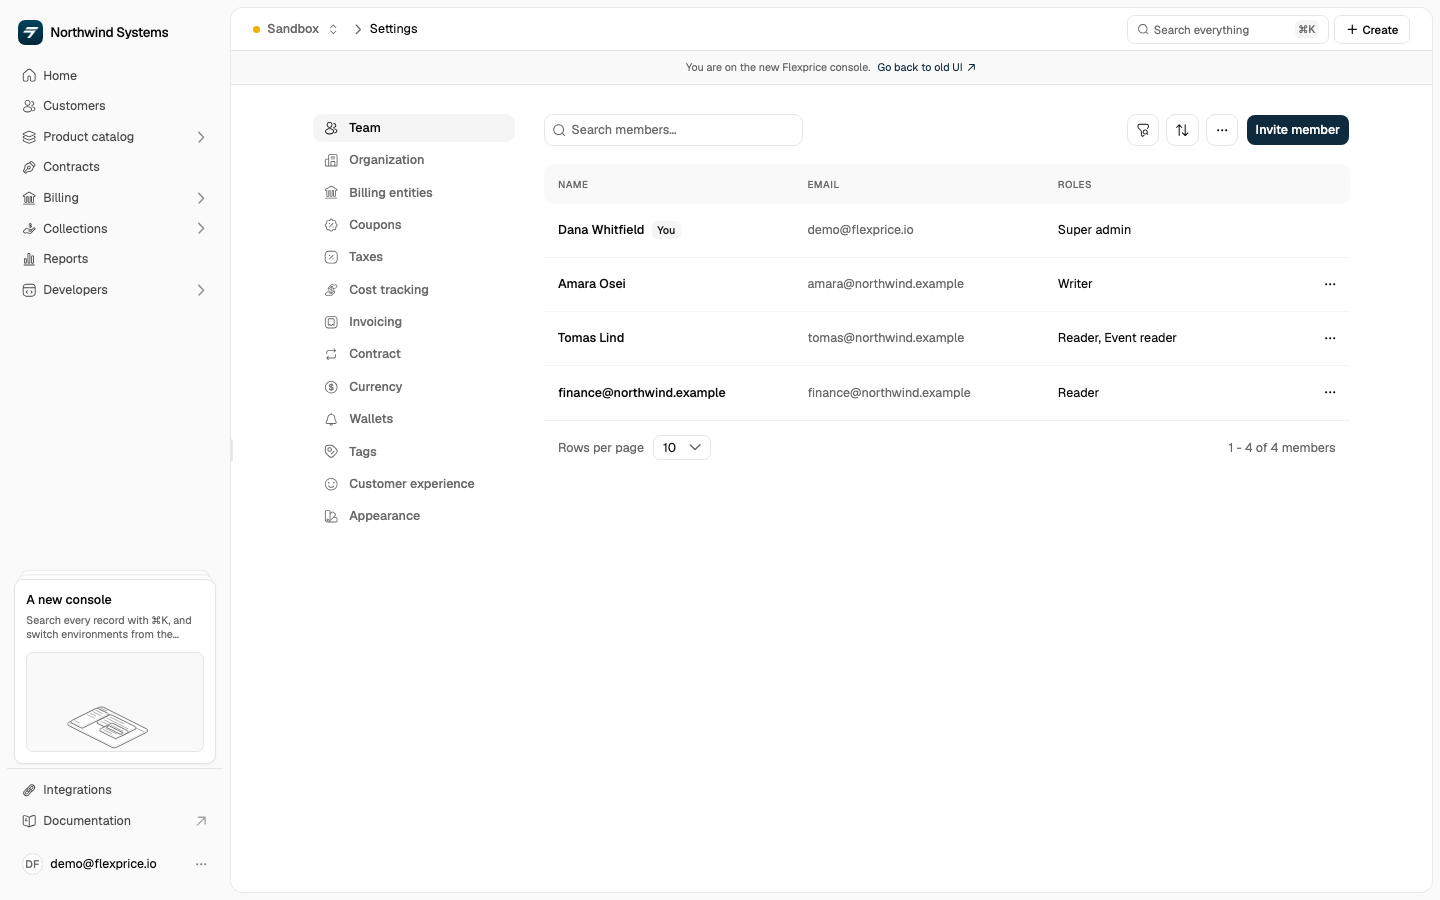 Northwind Systems
Home
Customers
Product catalog
Contracts
Billing
Collections
Reports
Developers
A new console
Search every record with ⌘K, and
switch environments from the…
Integrations
Documentation
DF demo@flexprice.io
Sandbox Settings
Search everything ⌘K
Create
You are on the new Flexprice console. Go back to old UI
Team
Organization
Billing entities
Coupons
Taxes
Cost tracking
Invoicing
Contract
Currency
Wallets
Tags
Customer experience
Appearance
Search members…
Invite member
NAME EMAIL ROLES
Dana Whitfield You demo@flexprice.io Super admin
Amara Osei amara@northwind.example Writer
Tomas Lind tomas@northwind.example Reader, Event reader
finance@northwind.example finance@northwind.example Reader
Rows per page 10 1 - 4 of 4 members